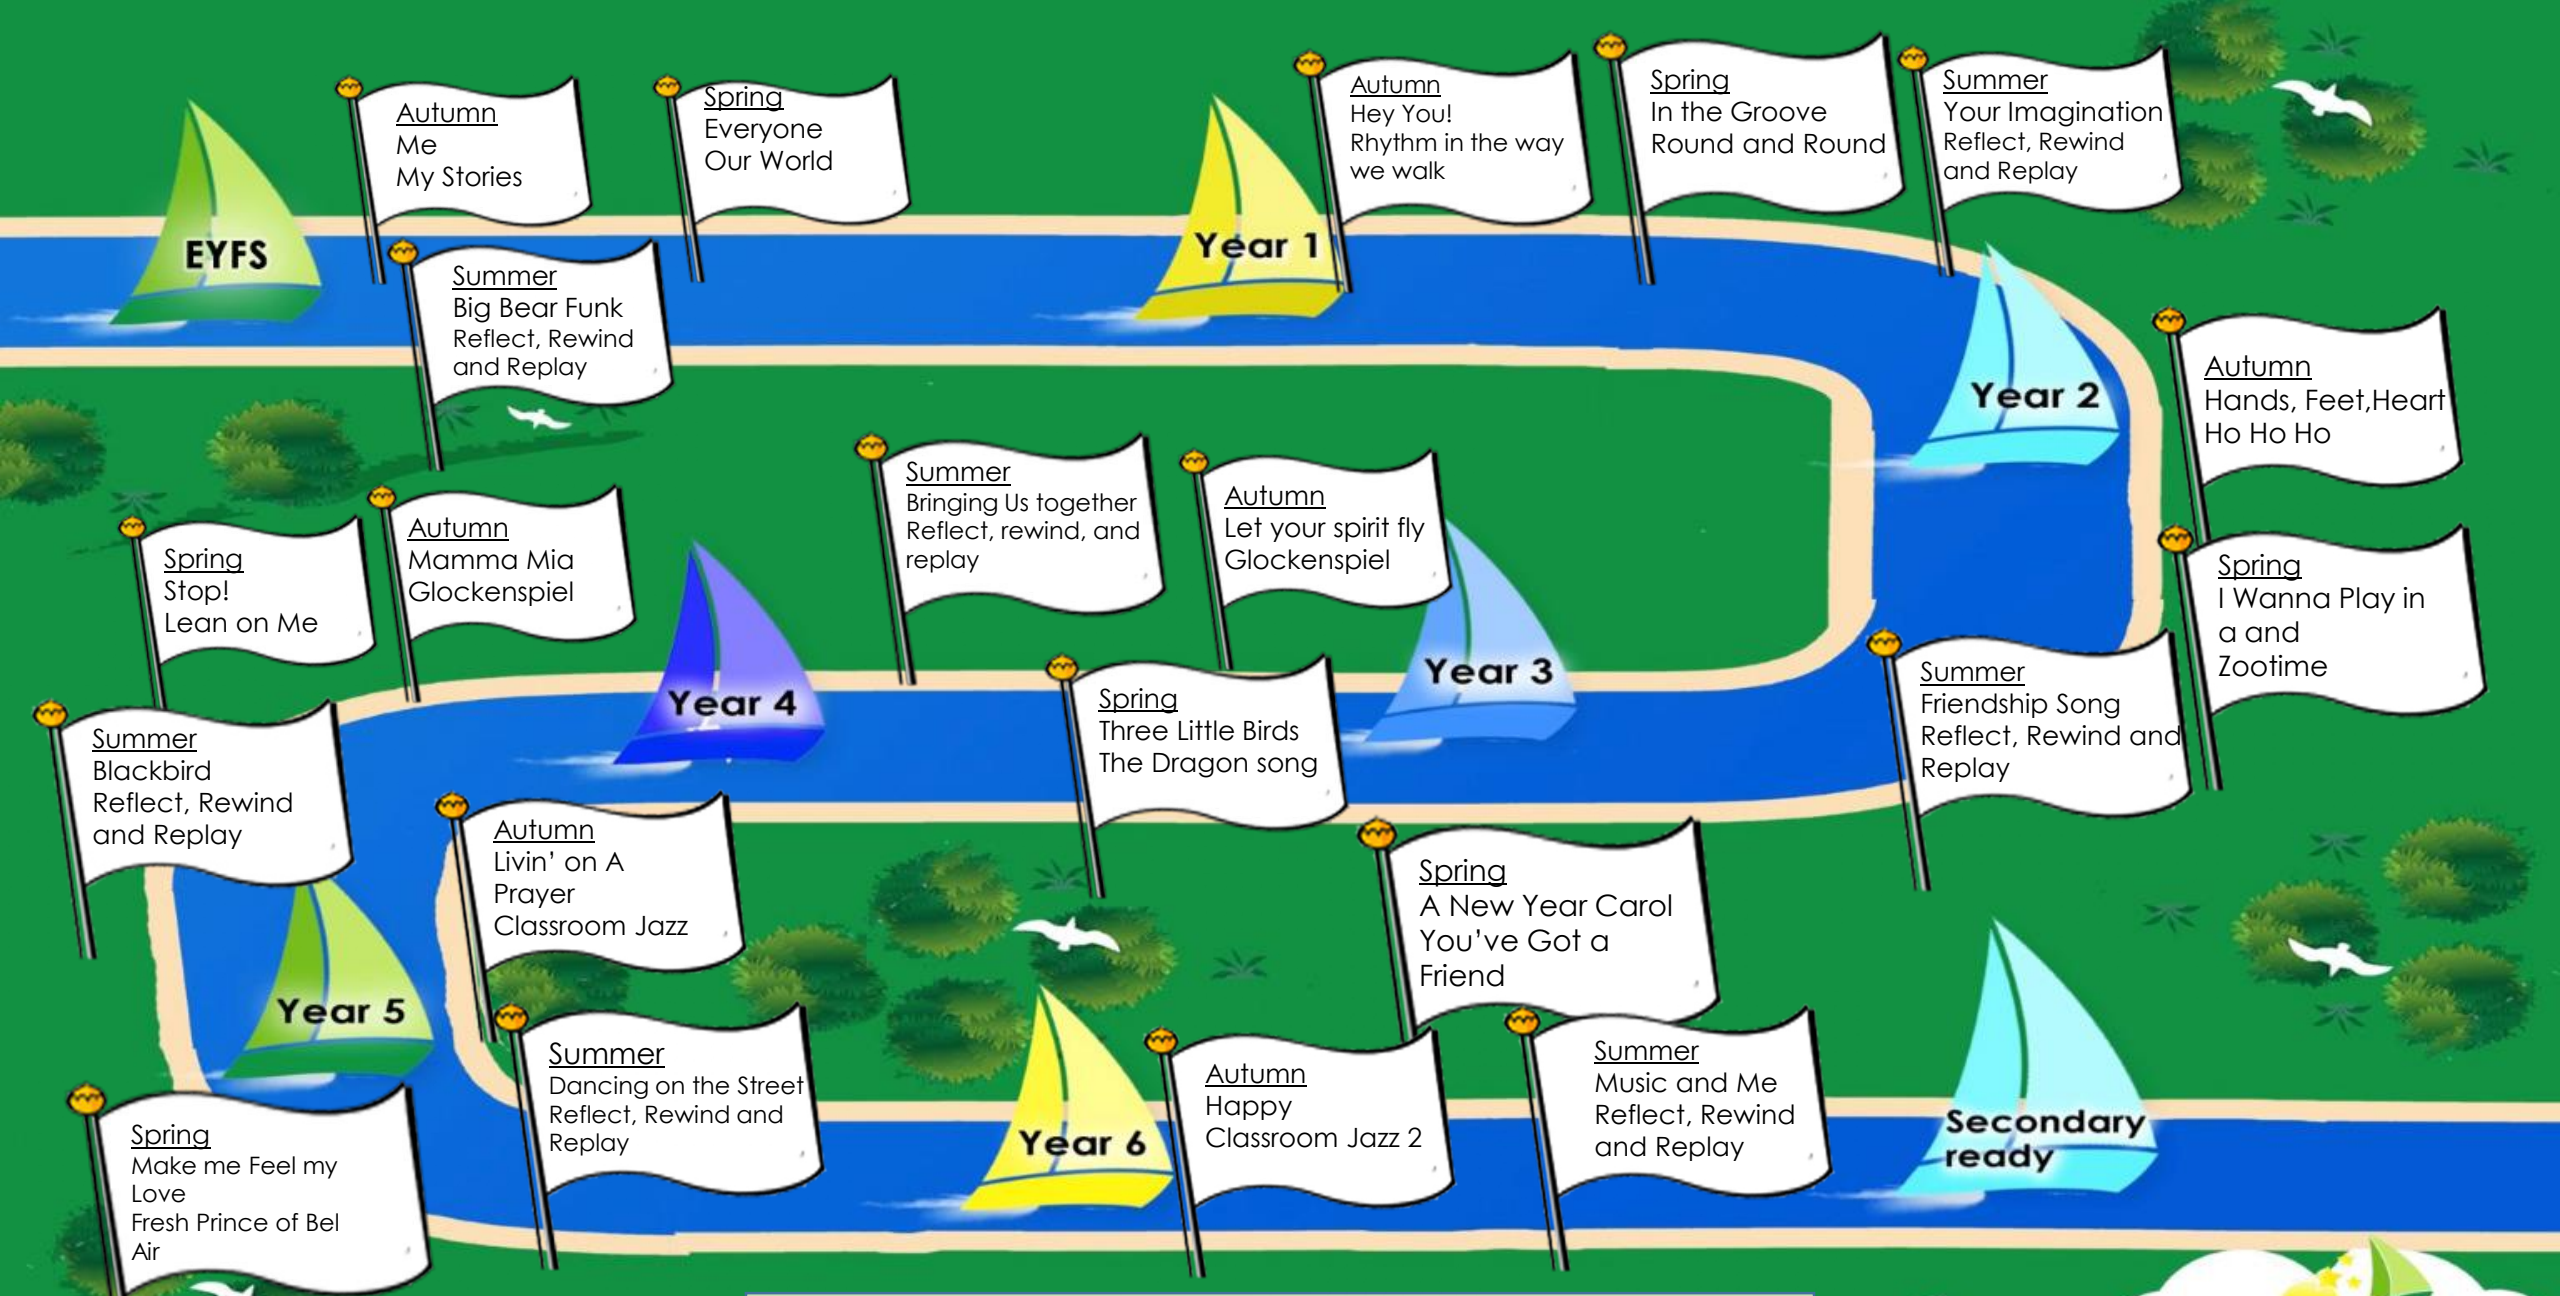 EYFS
Autumn
Me
My Stories
Spring
Everyone
Our World
Summer
Big Bear Funk
Reflect, Rewind
and Replay
Year 1
Autumn
Hey You!
Rhythm in the way
we walk
Spring
In the Groove
Round and Round
Summer
Your Imagination
Reflect, Rewind
and Replay
Year 2
Autumn
Hands, Feet,Heart
Ho Ho Ho
Spring
I Wanna Play in
a and
Zootime
Summer
Friendship Song
Reflect, Rewind and
Replay
Year 3
Autumn
Let your spirit fly
Glockenspiel
Spring
Three Little Birds
The Dragon song
Summer
Bringing Us together
Reflect, rewind, and
replay
Year 4
Autumn
Mamma Mia
Glockenspiel
Spring
Stop!
Lean on Me
Summer
Blackbird
Reflect, Rewind
and Replay
Year 5
Autumn
Livin’ on A
Prayer
Classroom Jazz
Spring
Make me Feel my
Love
Fresh Prince of Bel
Air
Summer
Dancing on the Street
Reflect, Rewind and
Replay
Year 6
Autumn
Happy
Classroom Jazz 2
Spring
A New Year Carol
You’ve Got a
Friend
Summer
Music and Me
Reflect, Rewind
and Replay
Secondary
ready